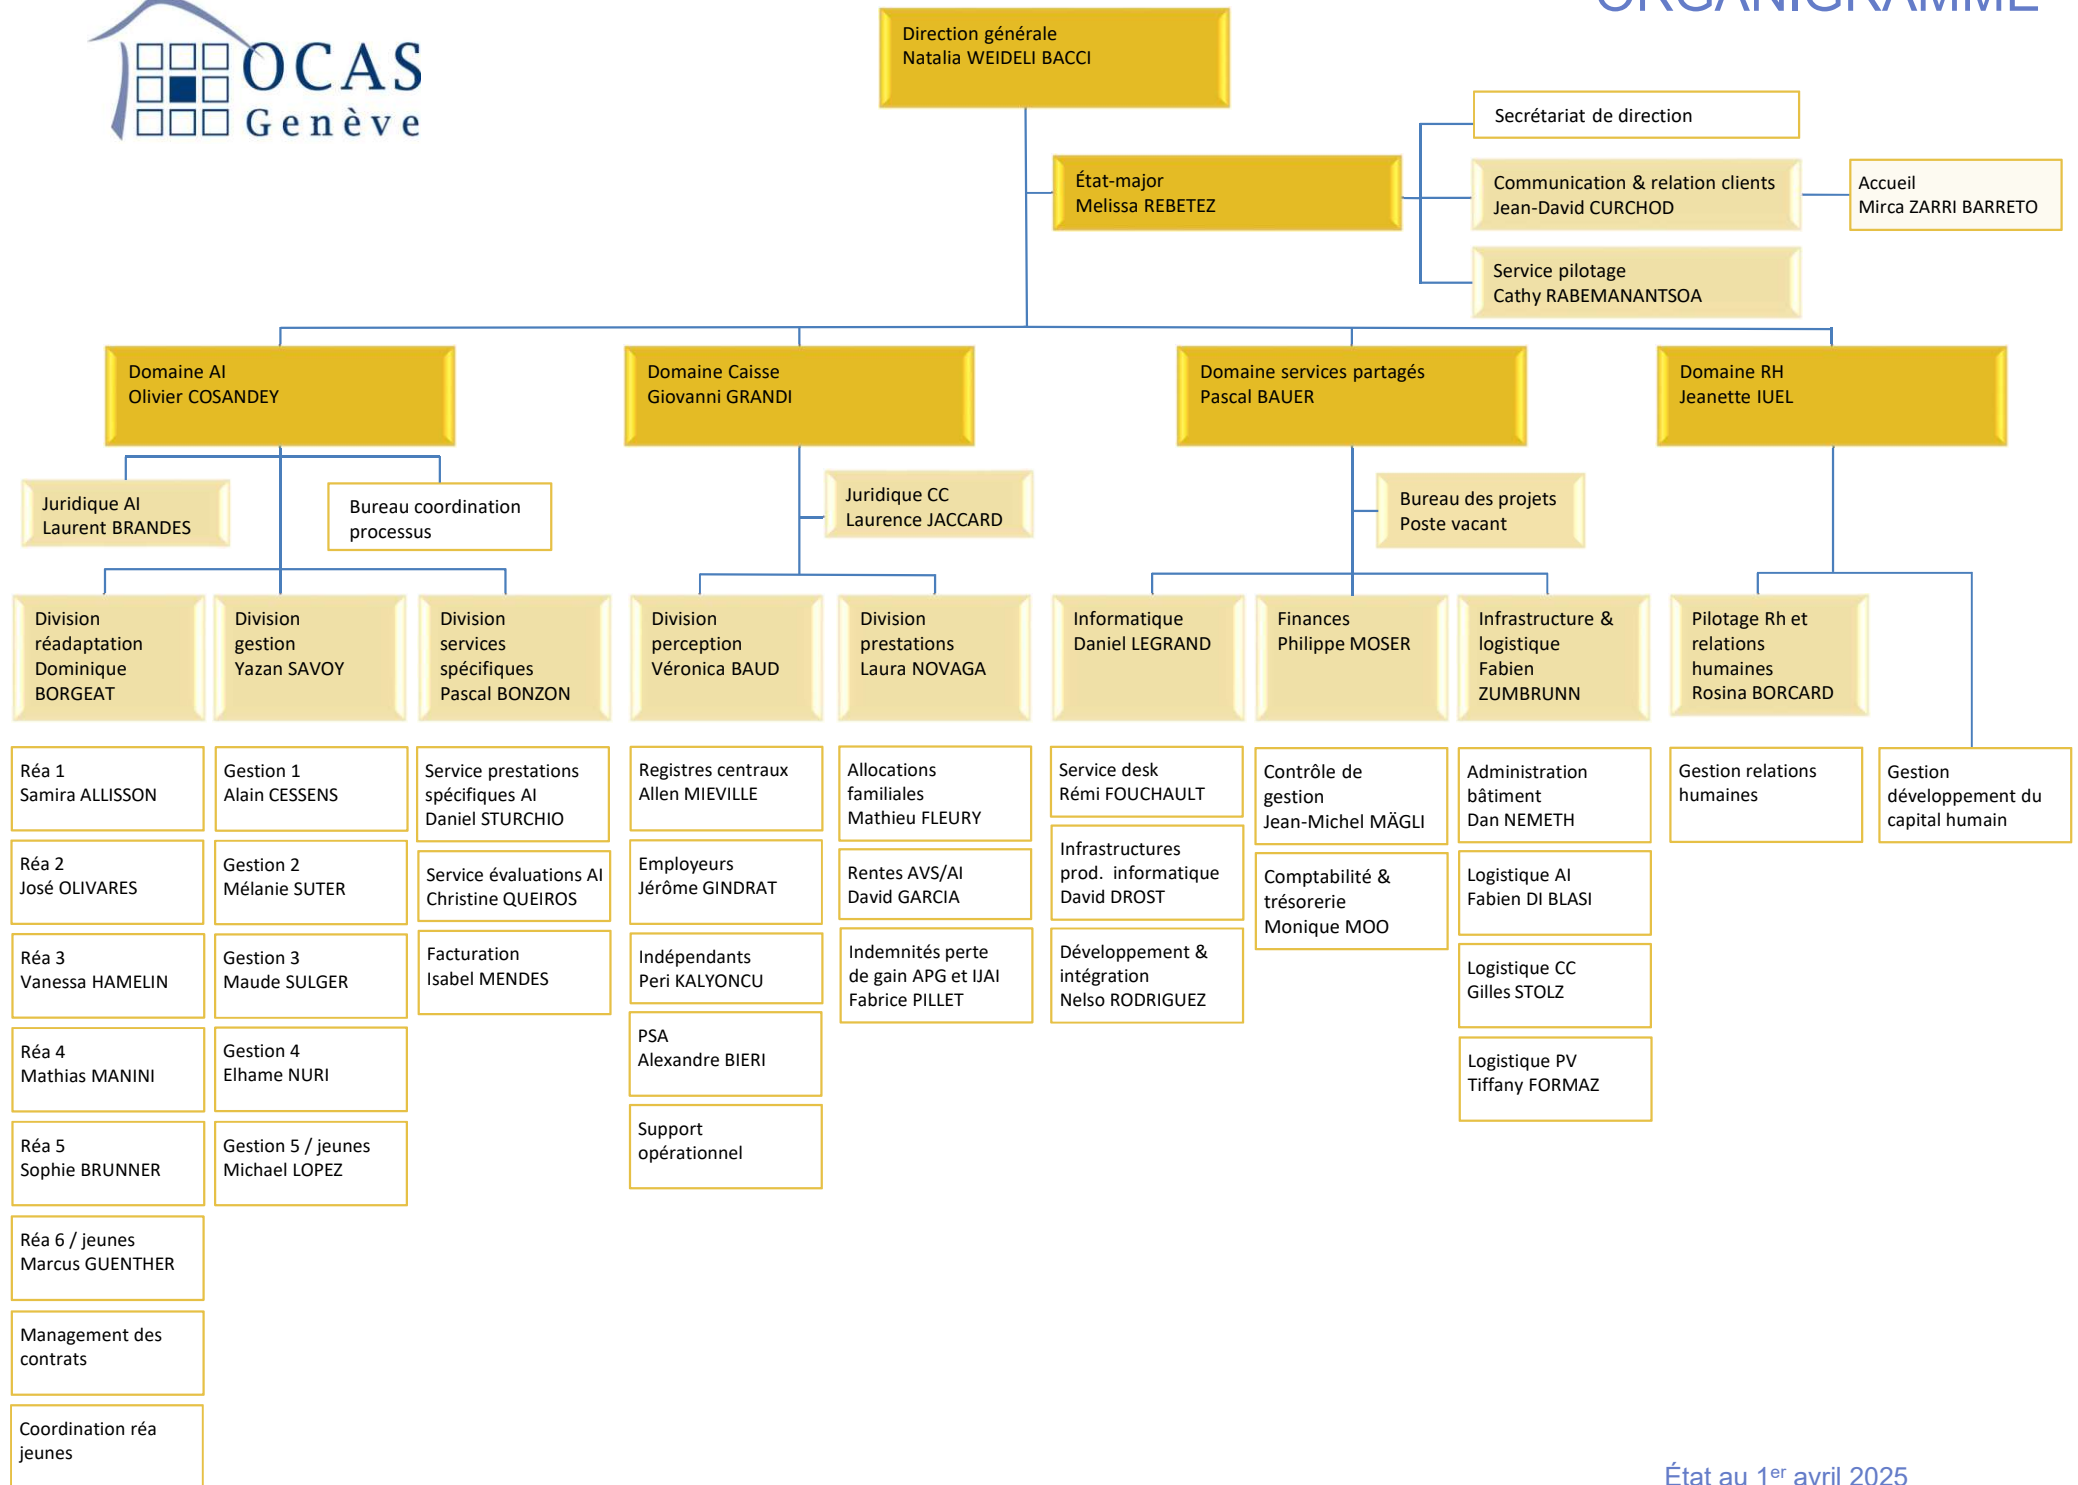 ORGANIGRAMME
OCAS
Genève
Direction générale
Natalia WEIDELI BACCI
État-major
Melissa REBETEZ
Secrétariat de direction
Communication & relation clients
Jean-David CURCHOD
Accueil
Mirca ZARRI BARRETO
Service pilotage
Cathy RABEMANANTSOA
Domaine AI
Olivier COSANDEY
Domaine Caisse
Giovanni GRANDI
Domaine services partagés
Pascal BAUER
Domaine RH
Jeanette IUEL
Juridique AI
Laurent BRANDES
Bureau coordination
processus
Juridique CC
Laurence JACCARD
Bureau des projets
Poste vacant
Division
réadaptation
Dominique
BORGEAT
Division
gestion
Yazan SAVOY
Division
services
spécifiques
Pascal BONZON
Division
perception
Véronica BAUD
Division
prestations
Laura NOVAGA
Informatique
Daniel LEGRAND
Finances
Philippe MOSER
Infrastructure &
logistique
Fabien
ZUMBRUNN
Pilotage Rh et
relations
humaines
Rosina BORCARD
Réa 1
Samira ALLISSON
Réa 2
José OLIVARES
Réa 3
Vanessa HAMELIN
Réa 4
Mathias MANINI
Réa 5
Sophie BRUNNER
Réa 6 / jeunes
Marcus GUENTHER
Management des
contrats
Coordination réa
jeunes
Gestion 1
Alain CESSENS
Gestion 2
Mélanie SUTER
Gestion 3
Maude SULGER
Gestion 4
Elhame NURI
Gestion 5 / jeunes
Michael LOPEZ
Service prestations
spécifiques AI
Daniel STURCHIO
Service évaluations AI
Christine QUEIROS
Facturation
Isabel MENDES
Registres centraux
Allen MIEVILLE
Employeurs
Jérôme GINDRAT
Indépendants
Peri KALYONCU
PSA
Alexandre BIERI
Support
opérationnel
Allocations
familiales
Mathieu FLEURY
Rentes AVS/AI
David GARCIA
Indemnités perte
de gain APG et IJAI
Fabrice PILLET
Service desk
Rémi FOUCHAULT
Infrastructures
prod. informatique
David DROST
Développement &
intégration
Nelso RODRIGUEZ
Contrôle de
gestion
Jean-Michel MÄGLI
Comptabilité &
trésorerie
Monique MOO
Administration
bâtiment
Dan NEMETH
Logistique AI
Fabien DI BLASI
Logistique CC
Gilles STOLZ
Logistique PV
Tiffany FORMAZ
Gestion relations
humaines
Gestion
développement du
capital humain
État au 1er avril 2025